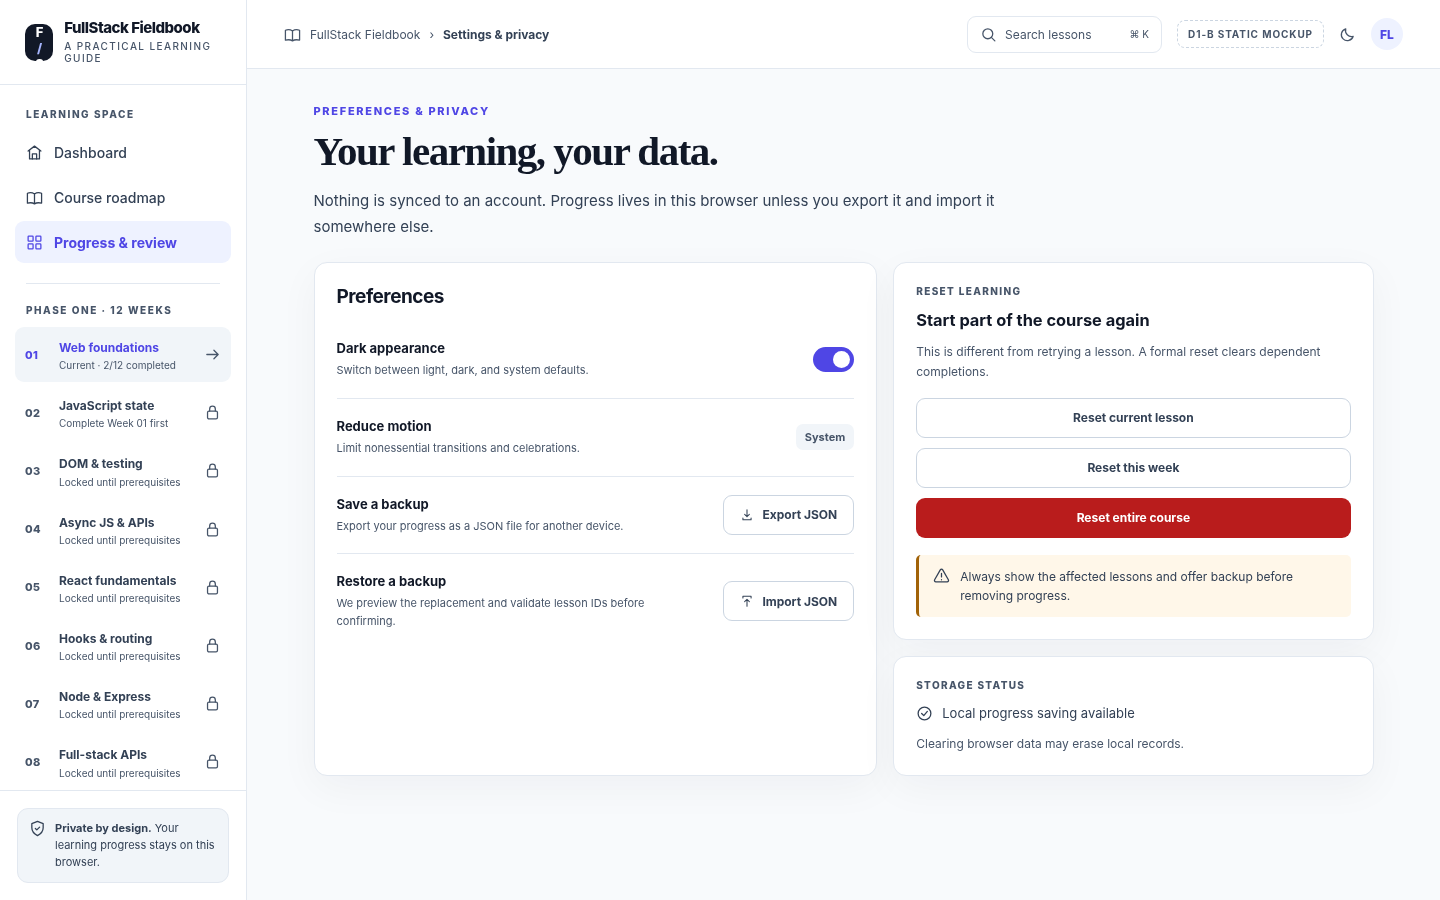 F
/
FullStack Fieldbook
A PRACTICAL LEARNING
GUIDE
LEARNING SPACE
Dashboard
Course roadmap
Progress & review
PHASE ONE · 12 WEEKS
01
Web foundations
Current · 2/12 completed
02
JavaScript state
Complete Week 01 first
03
DOM & testing
Locked until prerequisites
04
Async JS & APIs
Locked until prerequisites
05
React fundamentals
Locked until prerequisites
06
Hooks & routing
Locked until prerequisites
07
Node & Express
Locked until prerequisites
08
Full-stack APIs
Locked until prerequisites
Private by design. Your
learning progress stays on this
browser.
FullStack Fieldbook › Settings & privacy
Search lessons ⌘ K
D1-B STATIC MOCKUP
FL
PREFERENCES & PRIVACY
Your learning, your data.
Nothing is synced to an account. Progress lives in this browser unless you export it and import it
somewhere else.
Preferences
Dark appearance
Switch between light, dark, and system defaults.
Reduce motion
Limit nonessential transitions and celebrations.
System
Save a backup
Export your progress as a JSON file for another device.
Export JSON
Restore a backup
We preview the replacement and validate lesson IDs before
confirming.
Import JSON
RESET LEARNING
Start part of the course again
This is different from retrying a lesson. A formal reset clears dependent
completions.
Reset current lesson
Reset this week
Reset entire course
Always show the affected lessons and offer backup before
removing progress.
STORAGE STATUS
Local progress saving available
Clearing browser data may erase local records.